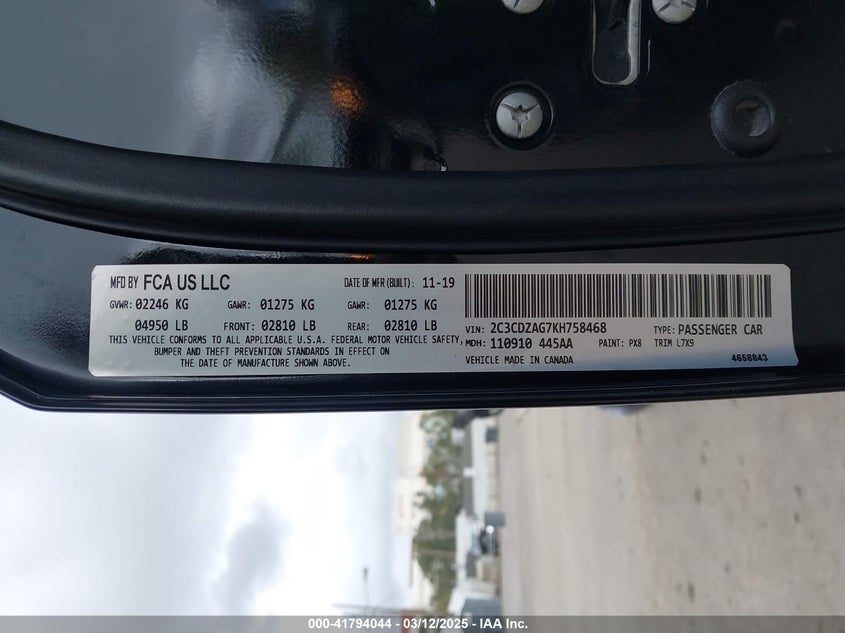 MFD BY FCA US LLC DATE OF MFR (BUILT): 11-19
GVWR: 02246 KG GAWR: 01275 KG GAWR: 01275 KG
04950 LB FRONT: 02810 LB REAR: 02810 LB
THIS VEHICLE CONFORMS TO ALL APPLICABLE U.S.A. FEDERAL MOTOR VEHICLE SAFETY,
BUMPER AND THEFT PREVENTION STANDARDS IN EFFECT ON
THE DATE OF MANUFACTURE SHOWN ABOVE.
VIN: 2C3CDZAG7KH758468 TYPE: PASSENGER CAR
MDH: 110910 445AA PAINT: PX8 TRIM L7X9
VEHICLE MADE IN CANADA 4658843
000-41794044 — 03/12/2025 — IAA Inc.